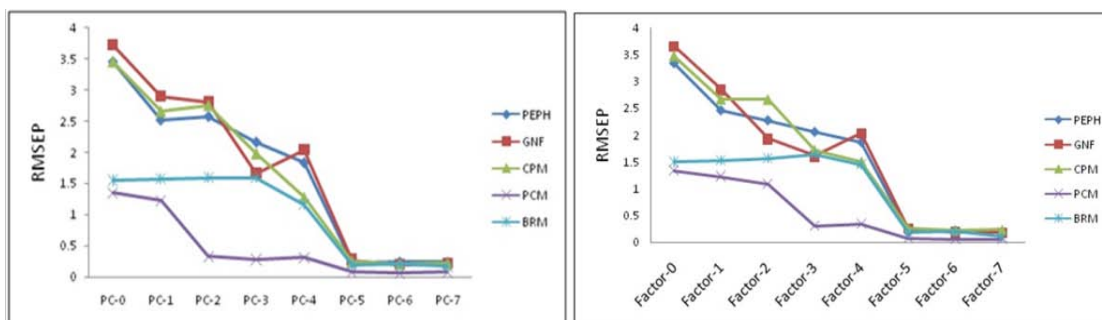 RMSEP
4
3.5
3
2.5
2
1.5
1
0.5
0
PC-0 PC-1 PC-2 PC-3 PC-4 PC-5 PC-6 PC-7
PEPH
GNF
CPM
PCM
BRM
RMSEP
4
3.5
3
2.5
2
1.5
1
0.5
0
Factor-0 Factor-1 Factor-2 Factor-3 Factor-4 Factor-5 Factor-6 Factor-7
PEPH
GNF
CPM
PCM
BRM